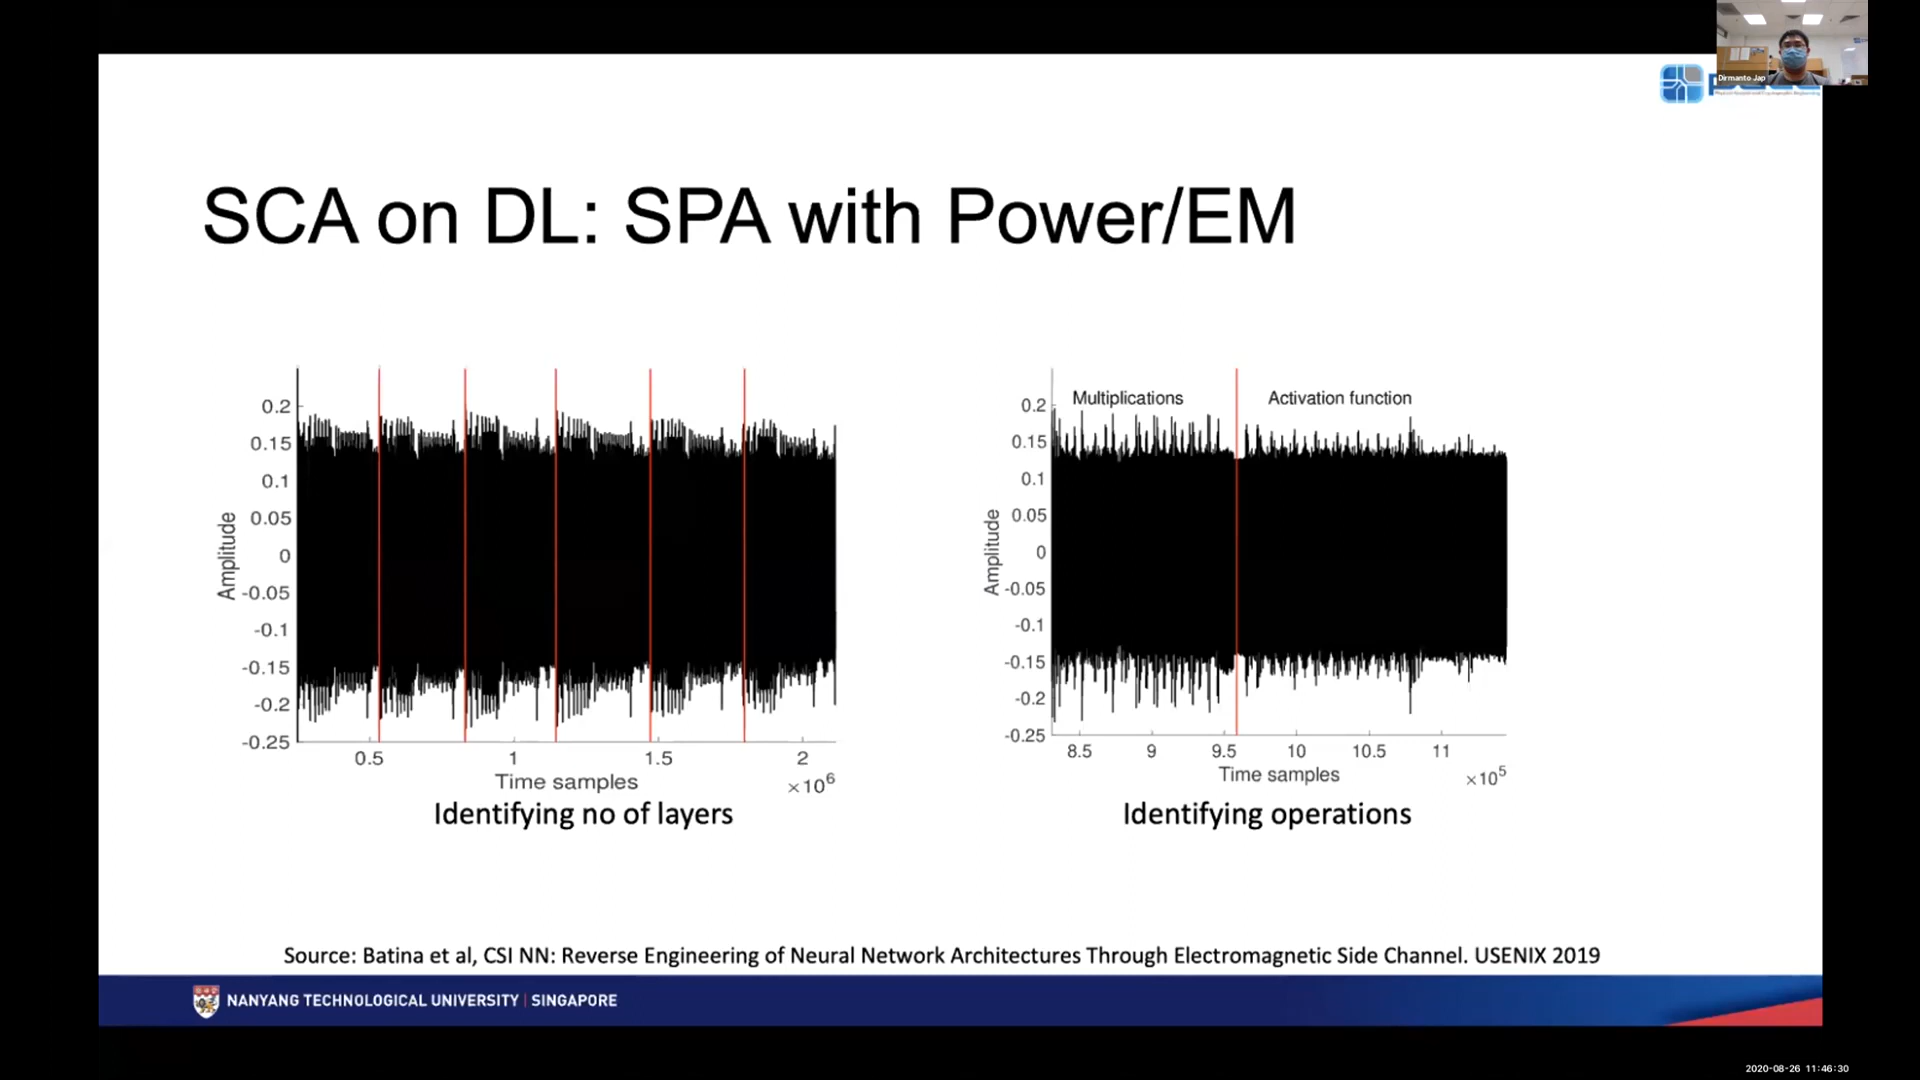 Dirmanto Jap
SCA on DL: SPA with Power/EM
0.2
0.15
0.1
0.05
0
-0.05
-0.1
-0.15
-0.2
-0.25
Amplitude
0.5 1 1.5 2
Time samples
×10⁶
Identifying no of layers
Multiplications Activation function
0.2
0.15
0.1
0.05
0
-0.05
-0.1
-0.15
-0.2
-0.25
Amplitude
8.5 9 9.5 10 10.5 11
Time samples
×10⁵
Identifying operations
Source: Batina et al, CSI NN: Reverse Engineering of Neural Network Architectures Through Electromagnetic Side Channel. USENIX 2019
NANYANG TECHNOLOGICAL UNIVERSITY | SINGAPORE
2020-08-26 11:46:30